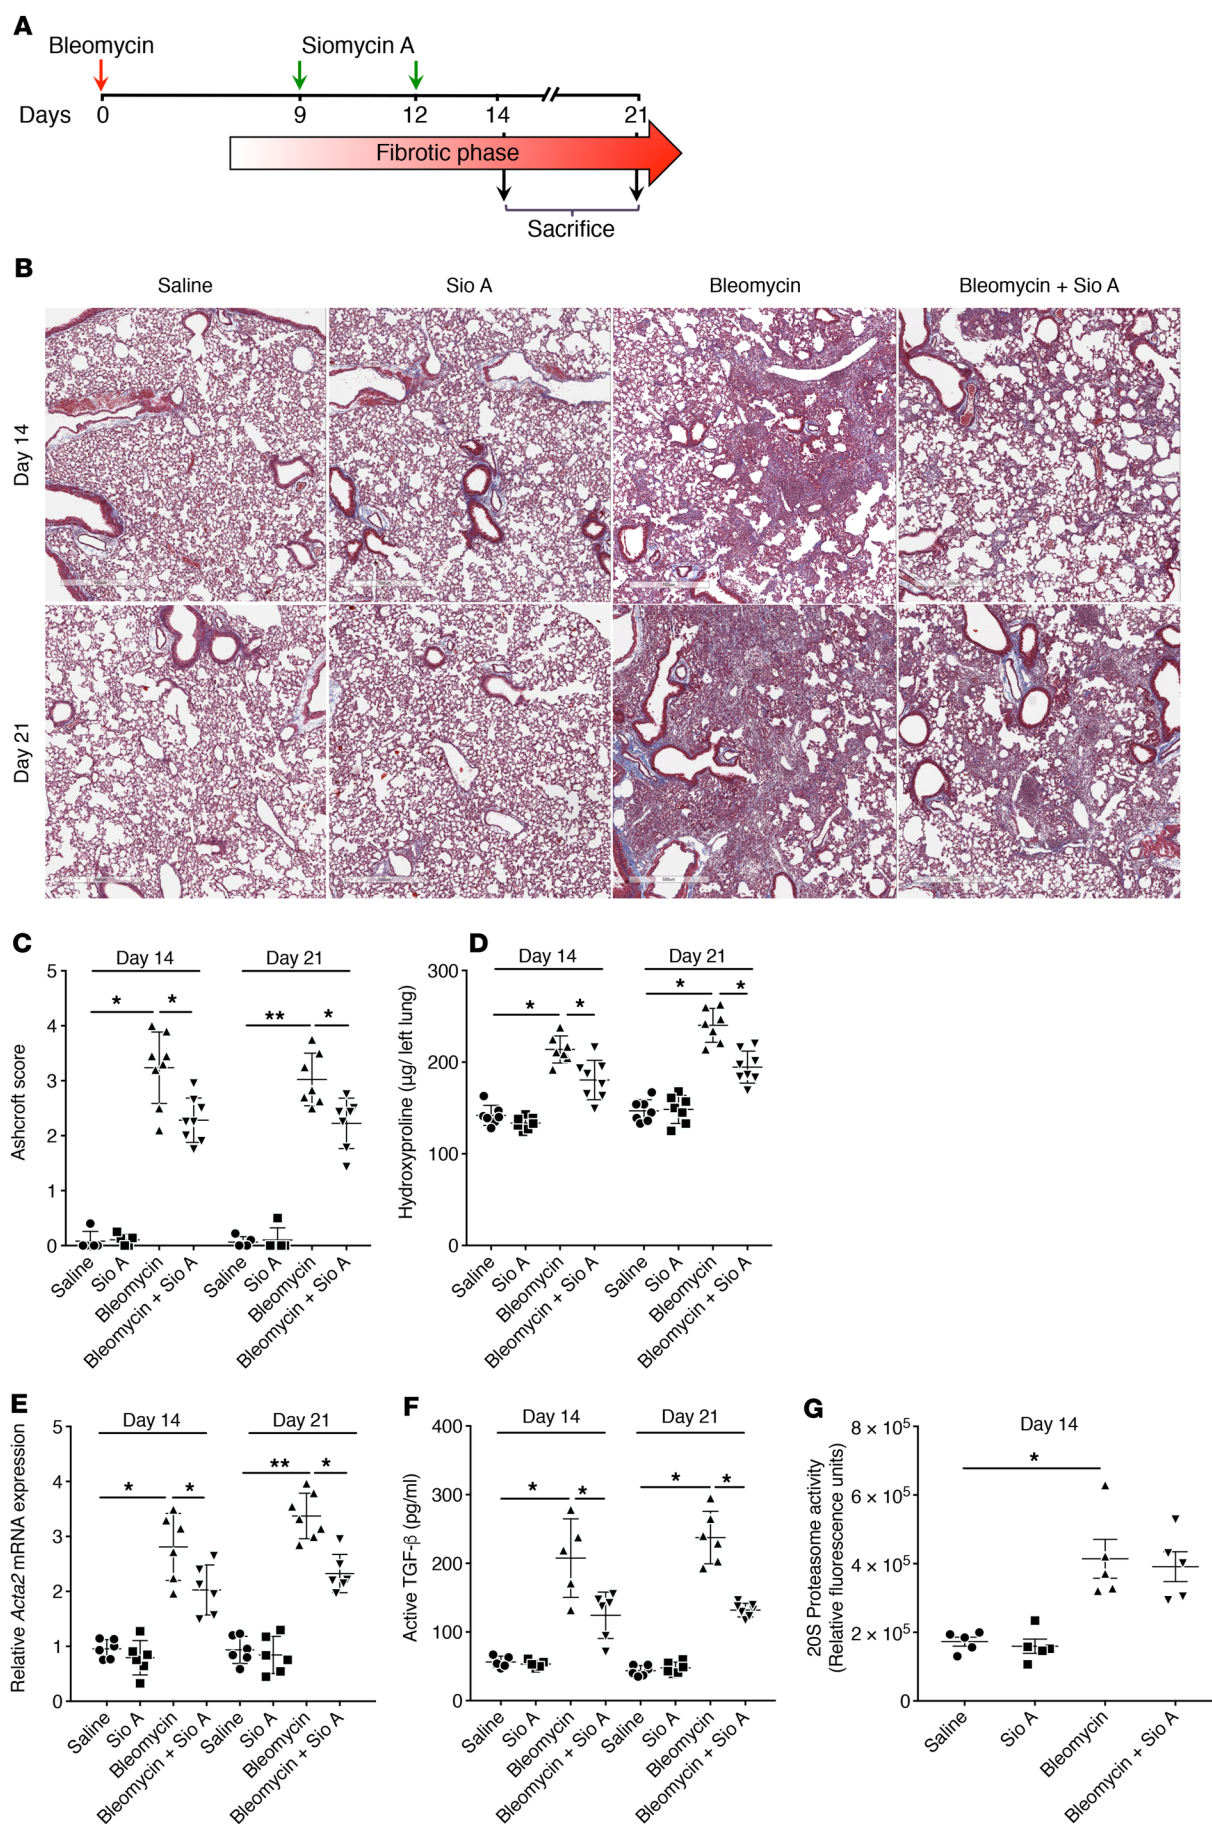 A
Bleomycin
Siomycin A
Days 0 9 12 14 21
Fibrotic phase
Sacrifice
B
Saline Sio A Bleomycin Bleomycin + Sio A
Day 14
Day 21
C
Day 14 Day 21
* * ** *
Ashcroft score
5
4
3
2
1
0
Saline Sio A Bleomycin Bleomycin + Sio A Saline Sio A Bleomycin Bleomycin + Sio A
D
Day 14 Day 21
* * * *
Hydroxyproline (µg/ left lung)
300
200
100
0
Saline Sio A Bleomycin Bleomycin + Sio A Saline Sio A Bleomycin Bleomycin + Sio A
E
Day 14 Day 21
* * ** *
Relative Acta2 mRNA expression
5
4
3
2
1
0
Saline Sio A Bleomycin Bleomycin + Sio A Saline Sio A Bleomycin Bleomycin + Sio A
F
Day 14 Day 21
* * * *
Active TGF-β (pg/ml)
400
300
200
100
0
Saline Sio A Bleomycin Bleomycin + Sio A Saline Sio A Bleomycin Bleomycin + Sio A
G
Day 14
*
20S Proteasome activity
(Relative fluorescence units)
8 × 10⁵
6 × 10⁵
4 × 10⁵
2 × 10⁵
0
Saline Sio A Bleomycin Bleomycin + Sio A